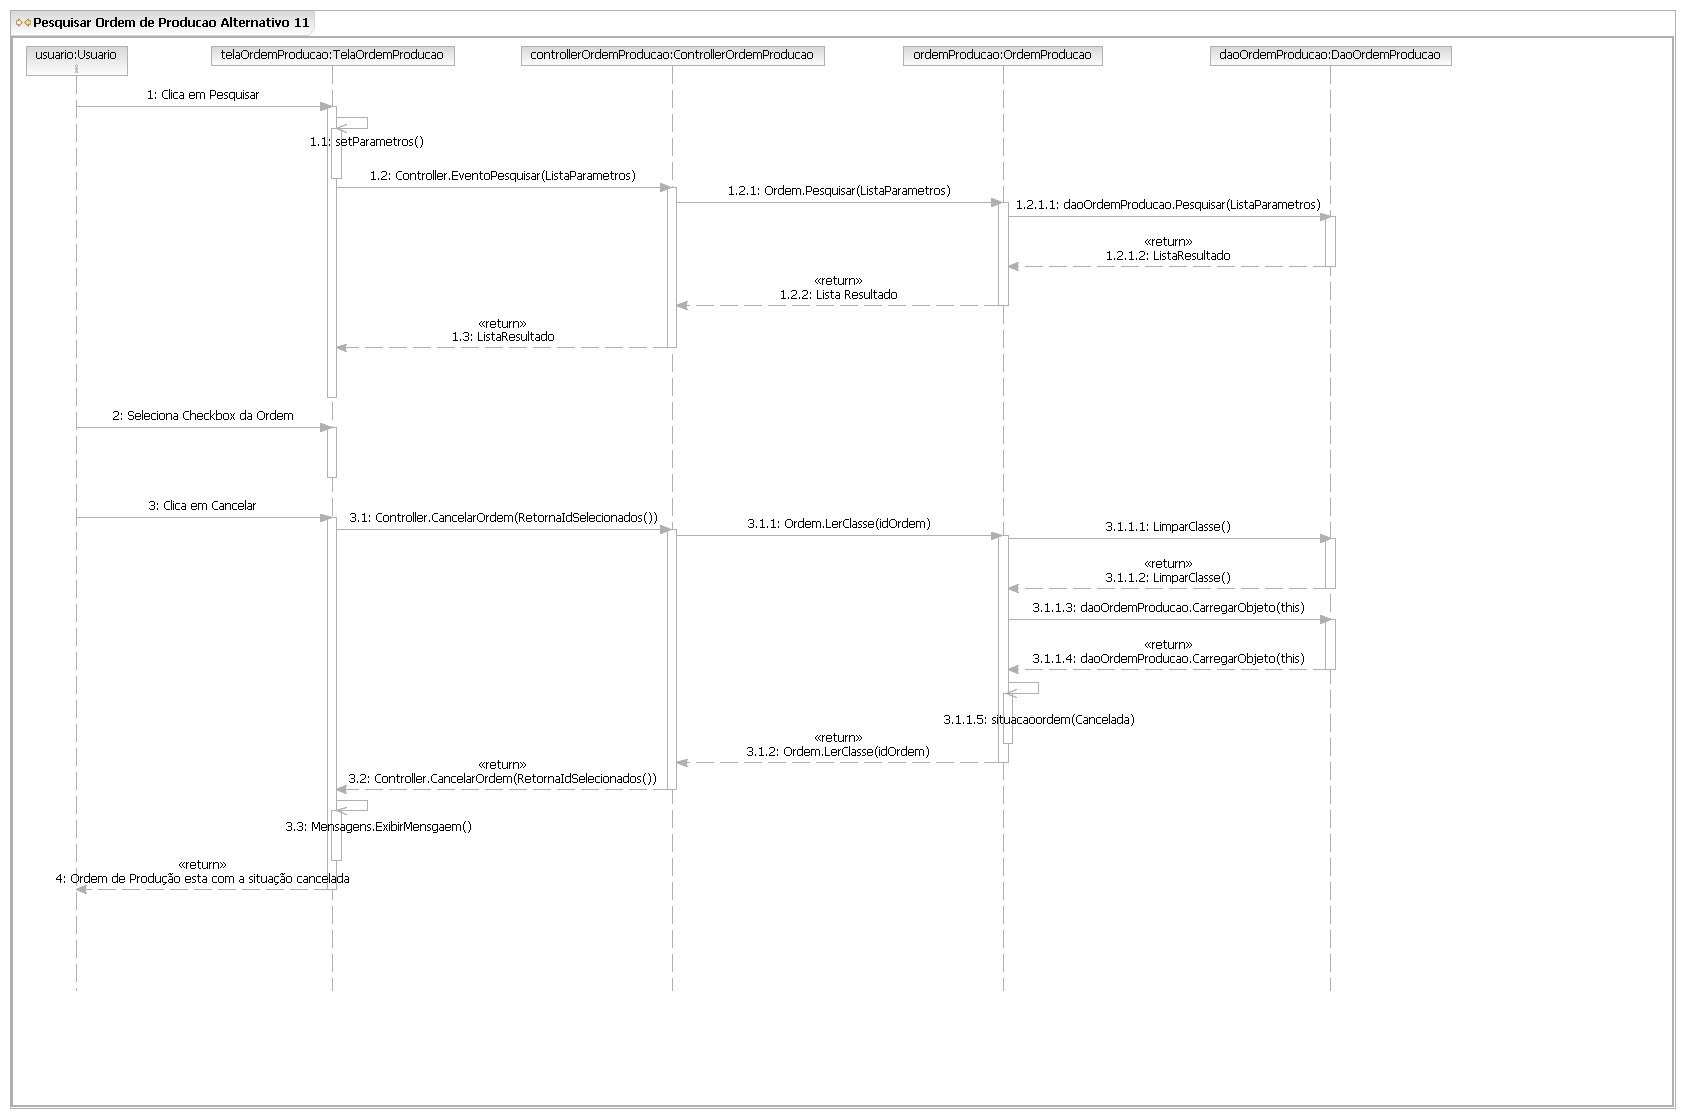 Pesquisar Ordem de Producao Alternativo 11
usuario:Usuario
telaOrdemProducao:TelaOrdemProducao
controllerOrdemProducao:ControllerOrdemProducao
ordemProducao:OrdemProducao
daoOrdemProducao:DaoOrdemProducao
1: Clica em Pesquisar
1.1: setParametros()
1.2: Controller.EventoPesquisar(ListaParametros)
1.2.1: Ordem.Pesquisar(ListaParametros)
1.2.1.1: daoOrdemProducao.Pesquisar(ListaParametros)
«return»
1.2.1.2: ListaResultado
«return»
1.2.2: Lista Resultado
«return»
1.3: ListaResultado
2: Seleciona Checkbox da Ordem
3: Clica em Cancelar
3.1: Controller.CancelarOrdem(RetornaIdSelecionados())
3.1.1: Ordem.LerClasse(idOrdem)
3.1.1.1: LimparClasse()
«return»
3.1.1.2: LimparClasse()
3.1.1.3: daoOrdemProducao.CarregarObjeto(this)
«return»
3.1.1.4: daoOrdemProducao.CarregarObjeto(this)
3.1.1.5: situacaoordem(Cancelada)
«return»
3.1.2: Ordem.LerClasse(idOrdem)
«return»
3.2: Controller.CancelarOrdem(RetornaIdSelecionados())
3.3: Mensagens.ExibirMensgaem()
«return»
4: Ordem de Produção esta com a situação cancelada